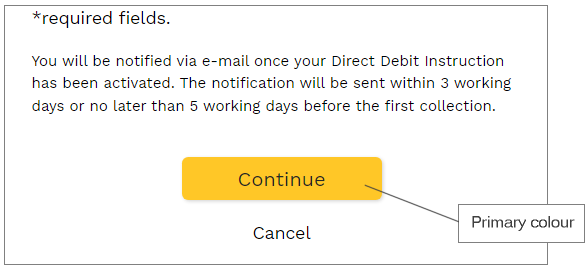 *required fields.
You will be notified via e-mail once your Direct Debit Instruction
has been activated. The notification will be sent within 3 working
days or no later than 5 working days before the first collection.
Continue
Primary colour
Cancel